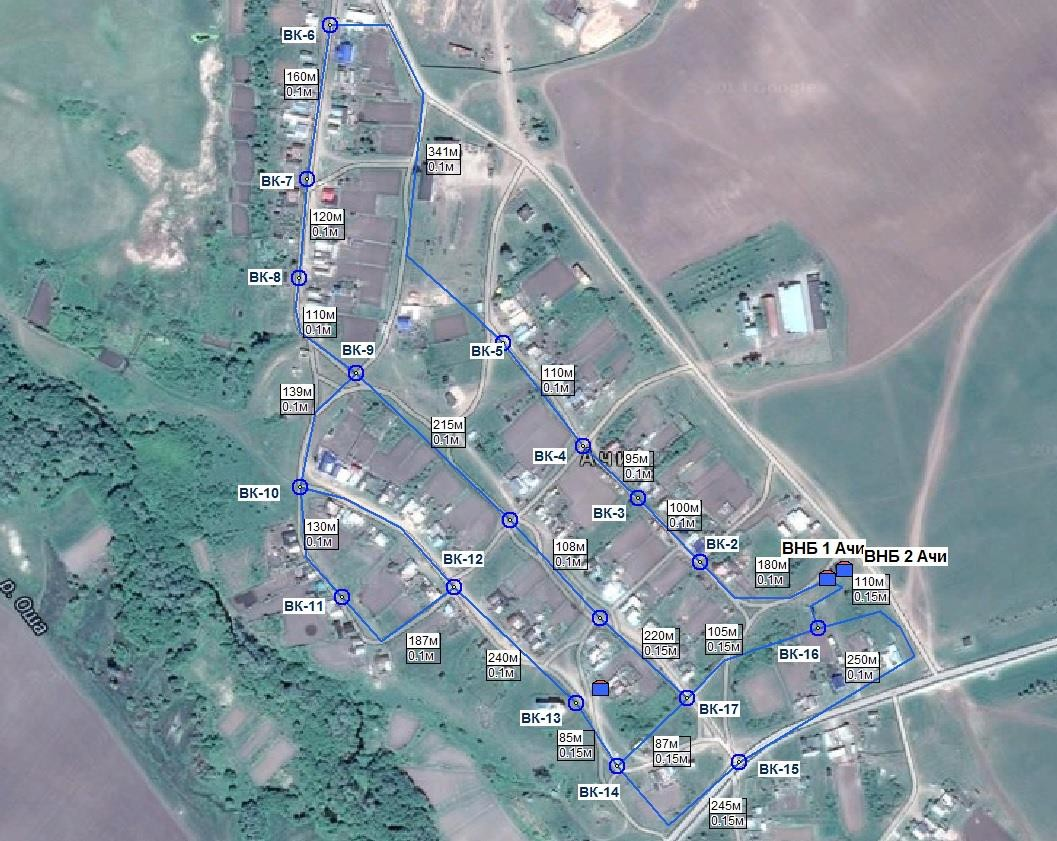 ВК-6
160м
0.1м
341м
0.1м
ВК-7
120м
0.1м
ВК-8
110м
0.1м
ВК-9
ВК-5
110м
0.1м
139м
0.1м
215м
0.1м
ВК-4
АЧИ
95м
0.1м
ВК-10
ВК-3
100м
0.1м
130м
0.1м
ВК-2
ВНБ 1 Ачи
ВНБ 2 Ачи
108м
0.1м
ВК-12
180м
0.1м
110м
0.15м
р. Оша
ВК-11
187м
0.1м
240м
0.1м
220м
0.15м
105м
0.15м
ВК-16
250м
0.1м
ВК-13
ВК-17
85м
0.15м
87м
0.15м
ВК-15
ВК-14
245м
0.15м